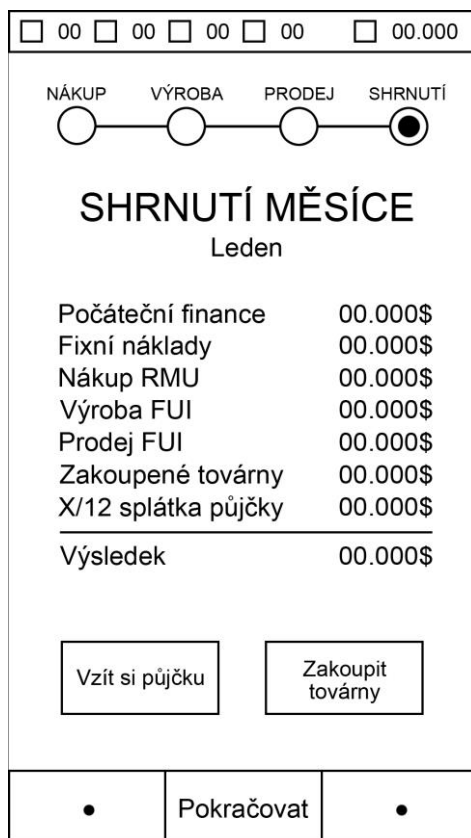 00 00 00 00 00.000
NÁKUP VÝROBA PRODEJ SHRNUTÍ
SHRNUTÍ MĚSÍCE
Leden
Počáteční finance 00.000$
Fixní náklady 00.000$
Nákup RMU 00.000$
Výroba FUI 00.000$
Prodej FUI 00.000$
Zakoupené továrny 00.000$
X/12 splátka půjčky 00.000$
Výsledek 00.000$
Vzít si půjčku
Zakoupit
továrny
Pokračovat